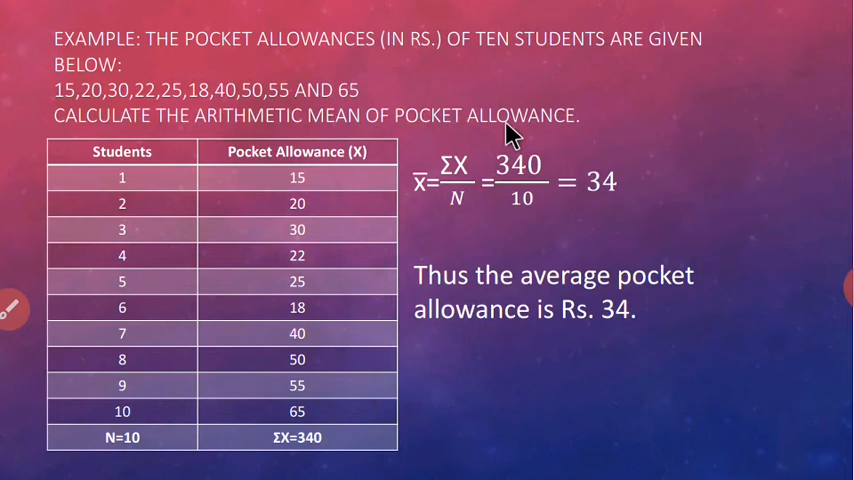 EXAMPLE: THE POCKET ALLOWANCES (IN RS.) OF TEN STUDENTS ARE GIVEN
BELOW:
15,20,30,22,25,18,40,50,55 AND 65
CALCULATE THE ARITHMETIC MEAN OF POCKET ALLOWANCE.
Students Pocket Allowance (X)
1 15
2 20
3 30
4 22
5 25
6 18
7 40
8 50
9 55
10 65
N=10 ΣX=340
x̅=ΣX/N =340/10 = 34
Thus the average pocket
allowance is Rs. 34.